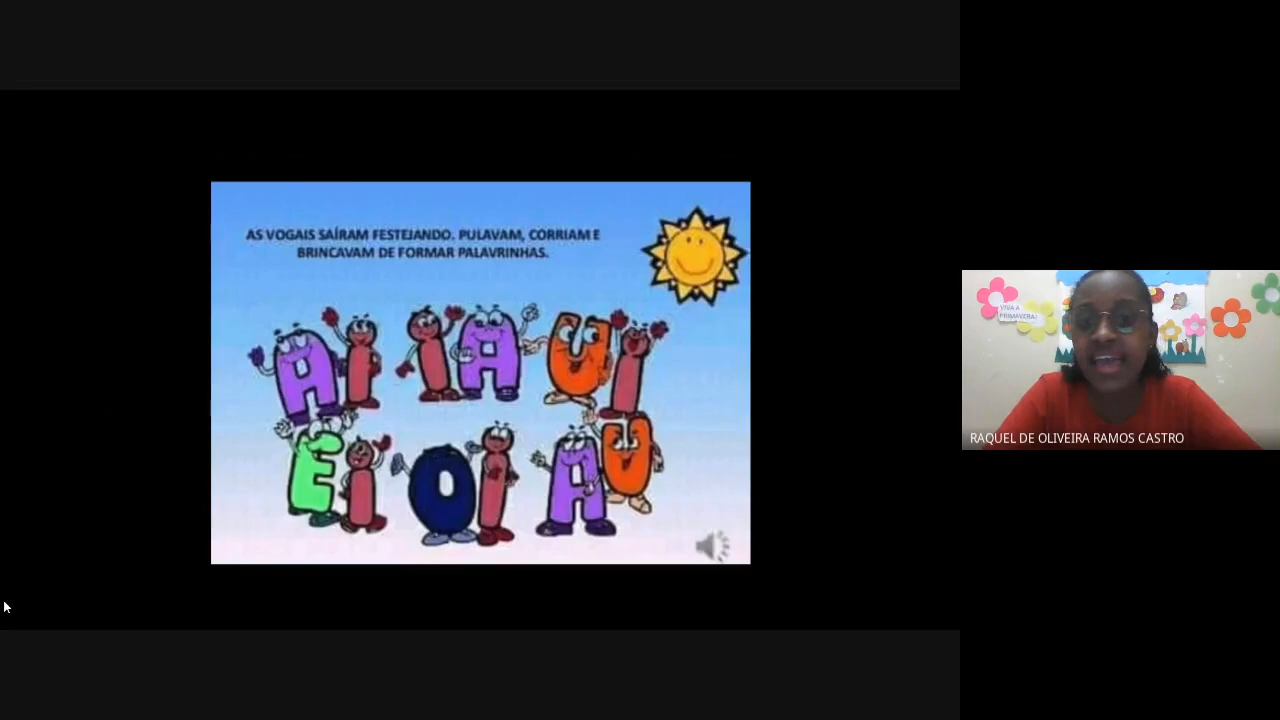 AS VOGAIS SAÍRAM FESTEJANDO. PULAVAM, CORRIAM E
BRINCAVAM DE FORMAR PALAVRINHAS.
AI IA UI
EI OI AU
VIVA A
PRIMAVERA!
RAQUEL DE OLIVEIRA RAMOS CASTRO